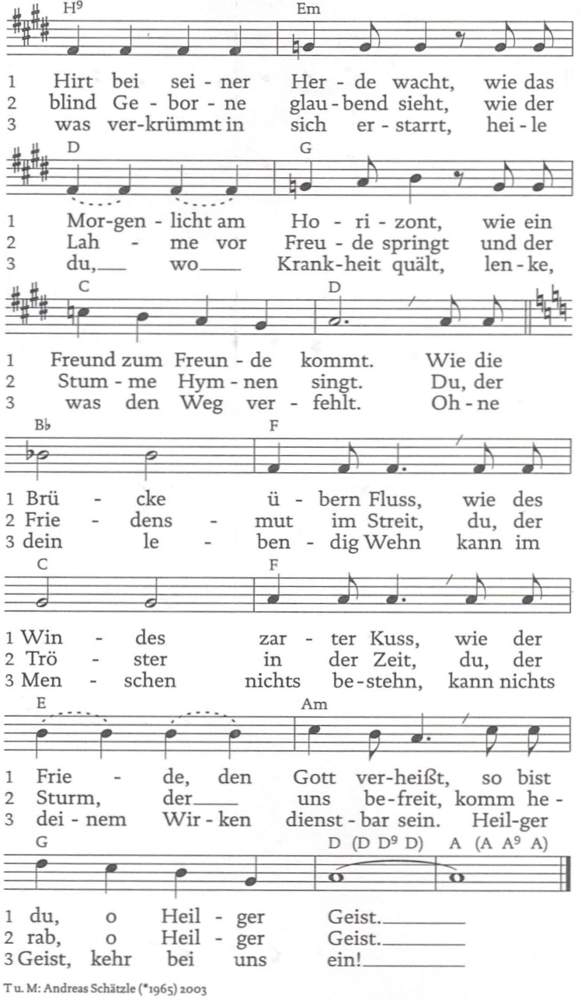 H⁹ Em
1 Hirt bei sei - ner Her - de wacht, wie das
2 blind Ge - bor - ne glau - bend sieht, wie der
3 was ver-krümmt in sich er - starrt, hei - le
D G
1 Mor-gen - licht am Ho - ri - zont, wie ein
2 Lah - me vor Freu - de springt und der
3 du,___ wo____ Krank-heit quält, len-ke,
C D
1 Freund zum Freun - de kommt. Wie die
2 Stum - me Hym - nen singt. Du, der
3 was den Weg ver - fehlt. Oh - ne
B♭ F
1 Brü - cke ü - bern Fluss, wie des
2 Frie - dens - mut im Streit, du, der
3 dein le - ben - dig Wehn kann im
C F
1 Win - des zar - ter Kuss, wie der
2 Trö - ster in der Zeit, du, der
3 Men - schen nichts be-stehn, kann nichts
E Am
1 Frie - de, den Gott ver-heißt, so bist
2 Sturm, der____ uns be-freit, komm he -
3 dei - nem Wir - ken dienst - bar sein. Heil-ger
G D (D D⁹ D) A (A A⁹ A)
1 du, o Heil - ger Geist.________
2 rab, o Heil - ger Geist.________
3 Geist, kehr bei uns ein!__________
T u. M: Andreas Schätzle (*1965) 2003